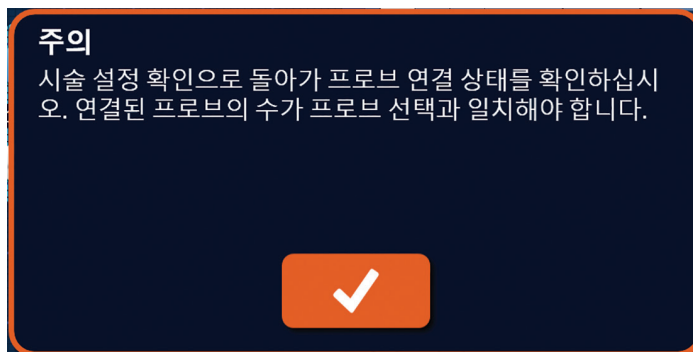 주의
시술 설정 확인으로 돌아가 프로브 연결 상태를 확인하십시
오. 연결된 프로브의 수가 프로브 선택과 일치해야 합니다.